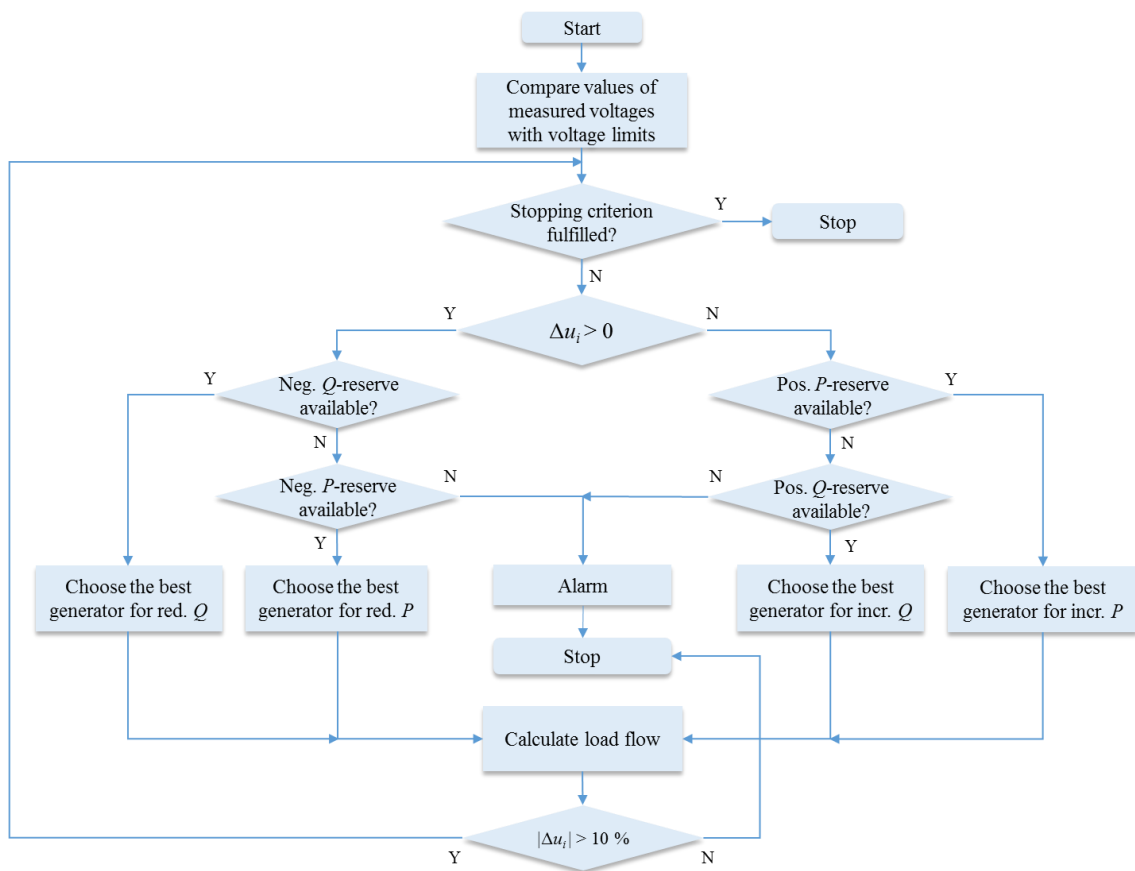 Start
Compare values of
measured voltages
with voltage limits
Stopping criterion
fulfilled?
Y
Stop
N
Δu_i > 0
Y
N
Neg. Q-reserve
available?
Y
N
Pos. P-reserve
available?
Y
N
Neg. P-reserve
available?
N
Y
Pos. Q-reserve
available?
N
Y
Choose the best
generator for red. Q
Choose the best
generator for red. P
Alarm
Choose the best
generator for incr. Q
Choose the best
generator for incr. P
Stop
Calculate load flow
|Δu_i| > 10 %
Y
N